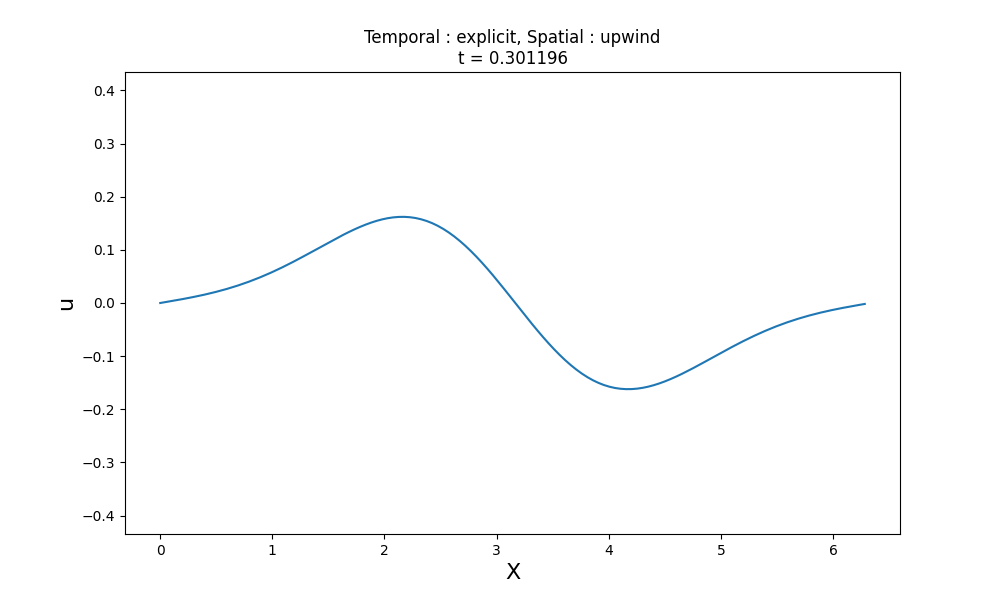 Temporal : explicit, Spatial : upwind
t = 0.301196
0.4
0.3
0.2
0.1
0.0
−0.1
−0.2
−0.3
−0.4
u
0 1 2 3 4 5 6
X